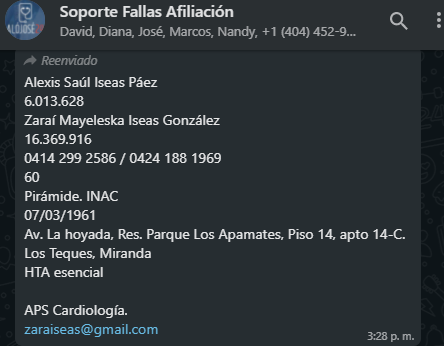 Soporte Fallas Afiliación
David, Diana, José, Marcos, Nandy, +1 (404) 452-9...
Reenviado
Alexis Saúl Iseas Páez
6.013.628
Zaraí Mayeleska Iseas González
16.369.916
0414 299 2586 / 0424 188 1969
60
Pirámide. INAC
07/03/1961
Av. La hoyada, Res. Parque Los Apamates, Piso 14, apto 14-C.
Los Teques, Miranda
HTA esencial
APS Cardiología.
zaraiseas@gmail.com
3:28 p. m.